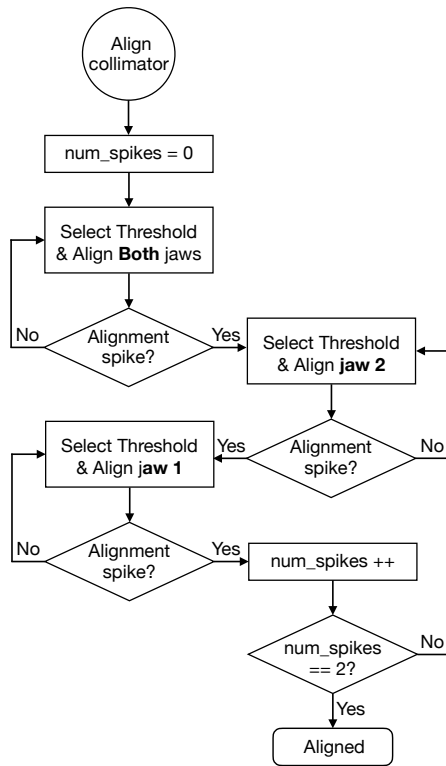 Align
collimator
num_spikes = 0
Select Threshold
& Align Both jaws
Alignment
spike?
No
Yes
Select Threshold
& Align jaw 2
Alignment
spike?
Yes
No
Select Threshold
& Align jaw 1
Alignment
spike?
No
Yes
num_spikes ++
num_spikes
== 2?
No
Yes
Aligned